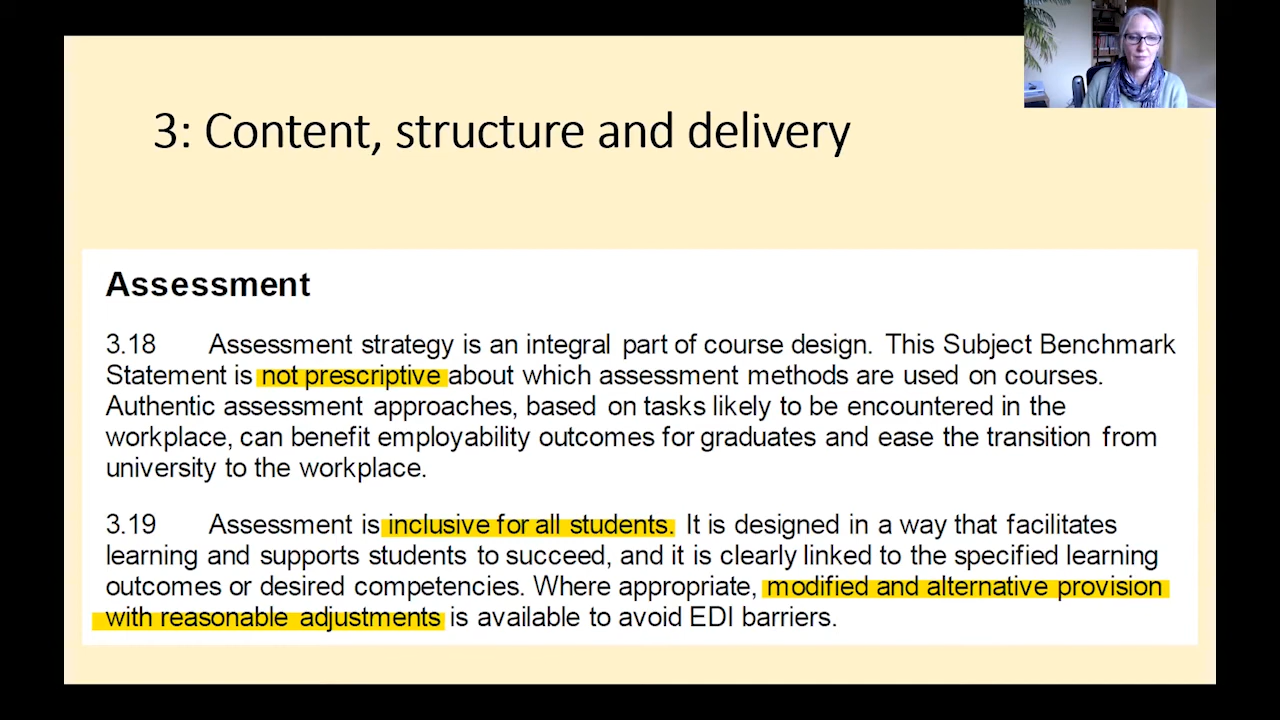 3: Content, structure and delivery
Assessment
3.18 Assessment strategy is an integral part of course design. This Subject Benchmark
Statement is not prescriptive about which assessment methods are used on courses.
Authentic assessment approaches, based on tasks likely to be encountered in the
workplace, can benefit employability outcomes for graduates and ease the transition from
university to the workplace.
3.19 Assessment is inclusive for all students. It is designed in a way that facilitates
learning and supports students to succeed, and it is clearly linked to the specified learning
outcomes or desired competencies. Where appropriate, modified and alternative provision
with reasonable adjustments is available to avoid EDI barriers.